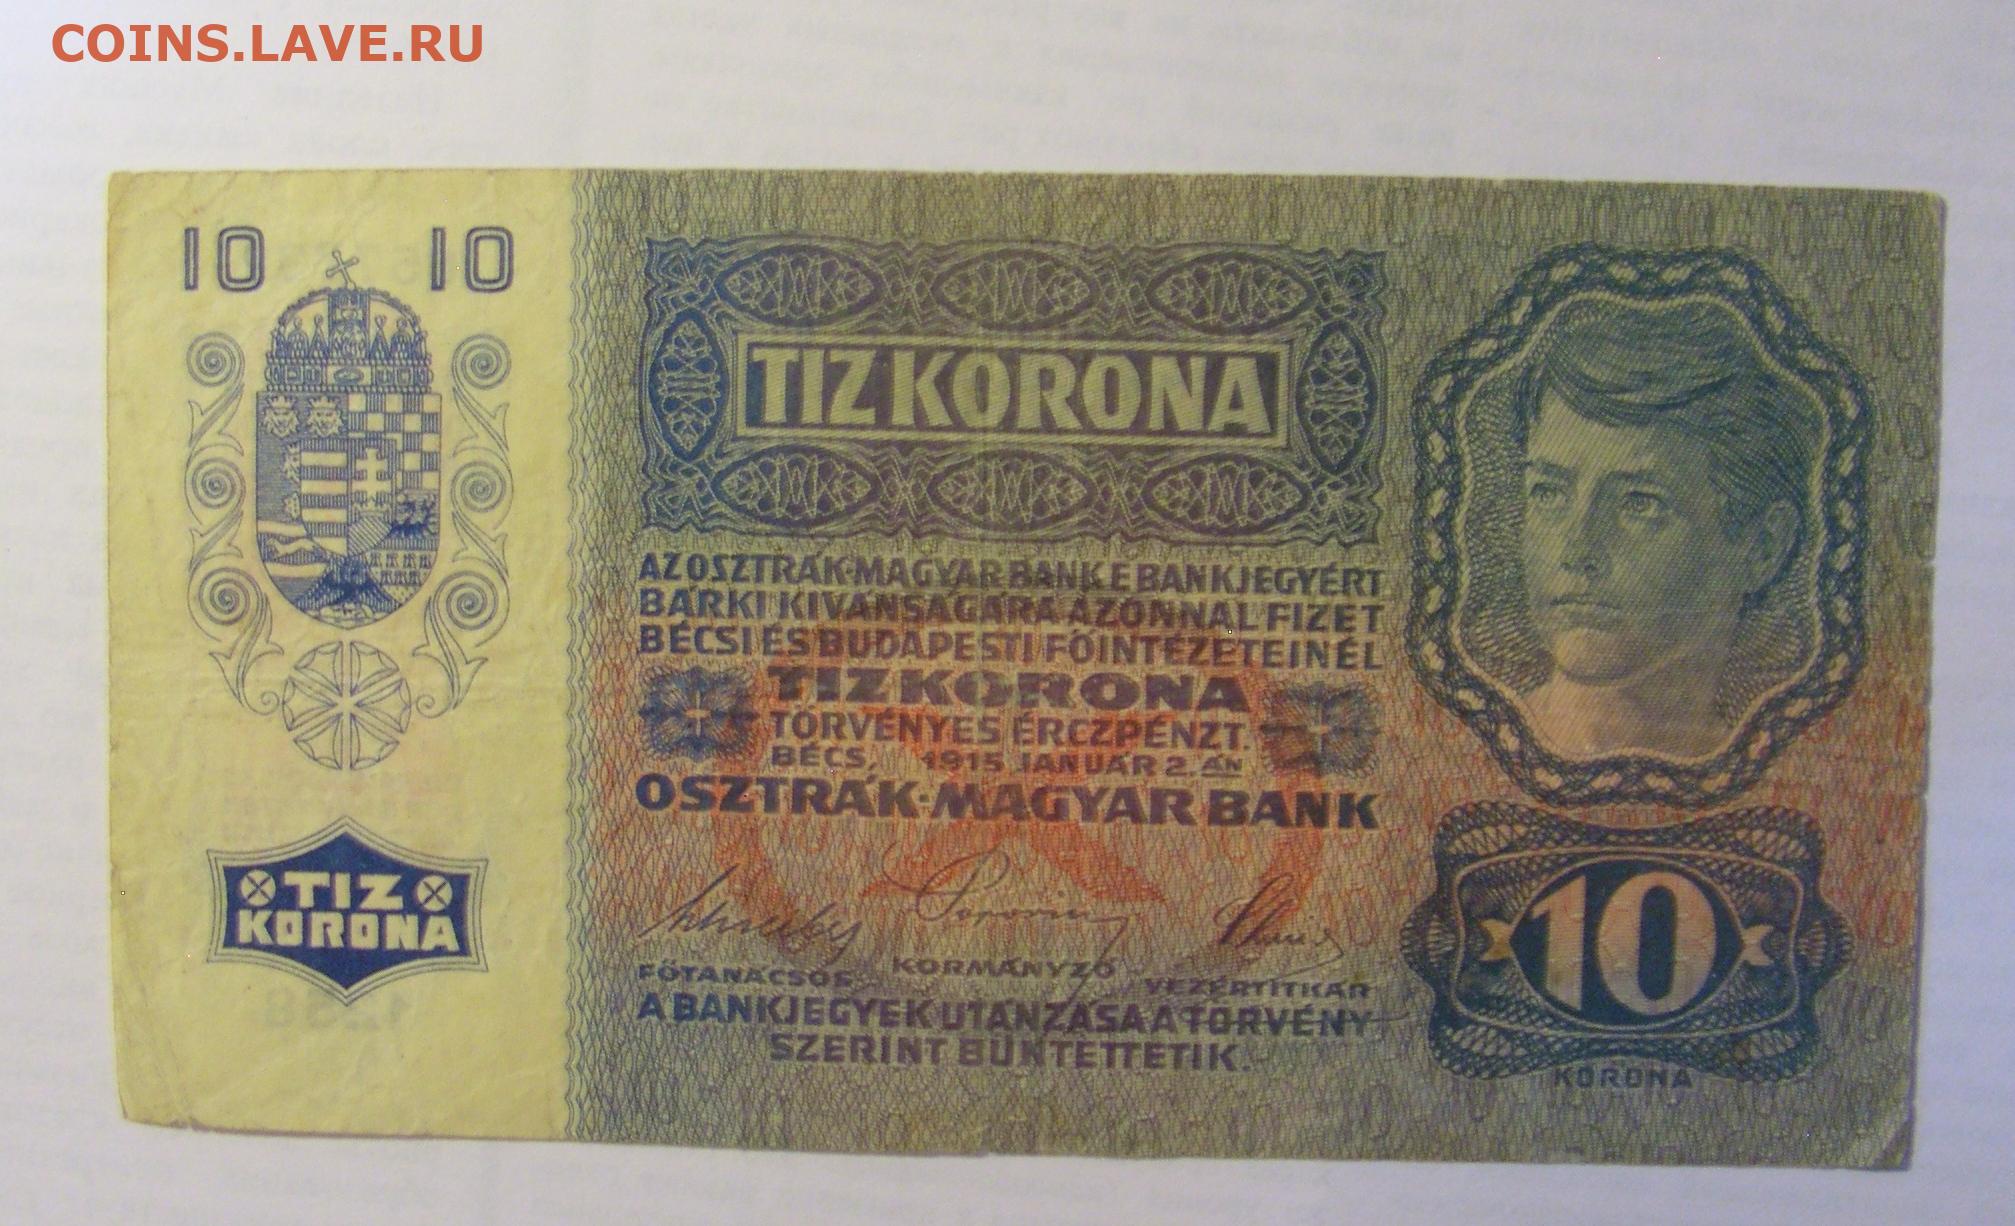 COINS.LAVE.RU
10 10
TIZ KORONA
AZ OSZTRÁK-MAGYAR BANK E BANKJEGYÉRT
BÁRKI KIVÁNSÁGÁRA AZONNAL FIZET
BÉCSI ÉS BUDAPESTI FŐINTÉZETEINÉL
TIZ KORONA
TÖRVÉNYES ÉRCZPÉNZT.
BÉCS, 1915 JANUÁR 2.ÁN
OSZTRÁK-MAGYAR BANK
FŐTANÁCSOS KORMÁNYZÓ VEZÉRTITKÁR
A BANKJEGYEK UTÁNZÁSA A TÖRVÉNY
SZERINT BÜNTETTETIK.
TIZ
KORONA
10
KORONA